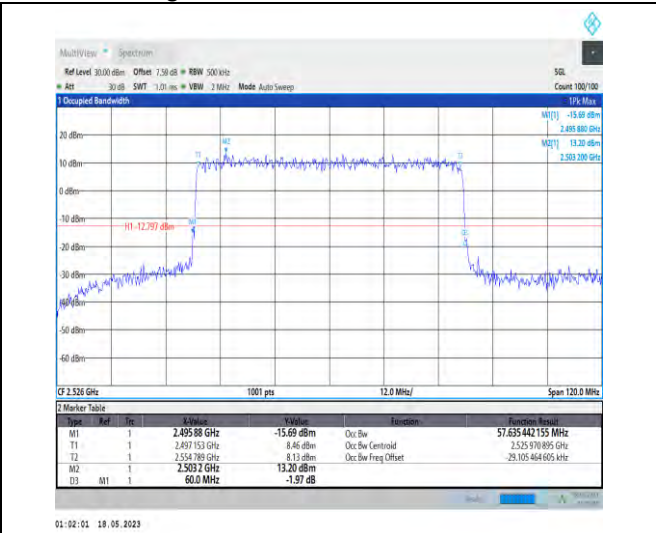 MultiView Spectrum
Ref Level 30.00 dBm Offset 7.58 dB RBW 500 kHz SGL
Att 30 dB SWT 1.01 ms VBW 2 MHz Mode Auto Sweep Count 100/100
1 Occupied Bandwidth 1Pk Max
M1[1] -15.69 dBm
2.495 880 GHz
M2[1] 13.20 dBm
2.503 200 GHz
20 dBm
M2
T1 T2
10 dBm
0 dBm
-10 dBm
H1 -12.797 dBm M1
-20 dBm
-30 dBm
-40 dBm
-50 dBm
-60 dBm
CF 2.526 GHz 1001 pts 12.0 MHz/ Span 120.0 MHz
2 Marker Table
Type Ref Trc X-Value Y-Value Function Function Result
M1 1 2.495 88 GHz -15.69 dBm Occ Bw 57.635 442 155 MHz
T1 1 2.497 153 GHz 8.46 dBm Occ Bw Centroid 2.525 970 895 GHz
T2 1 2.554 789 GHz 8.13 dBm Occ Bw Freq Offset -29.105 464 605 kHz
M2 1 2.503 2 GHz 13.20 dBm
D3 M1 1 60.0 MHz -1.97 dB
01:02:01 18.05.2023